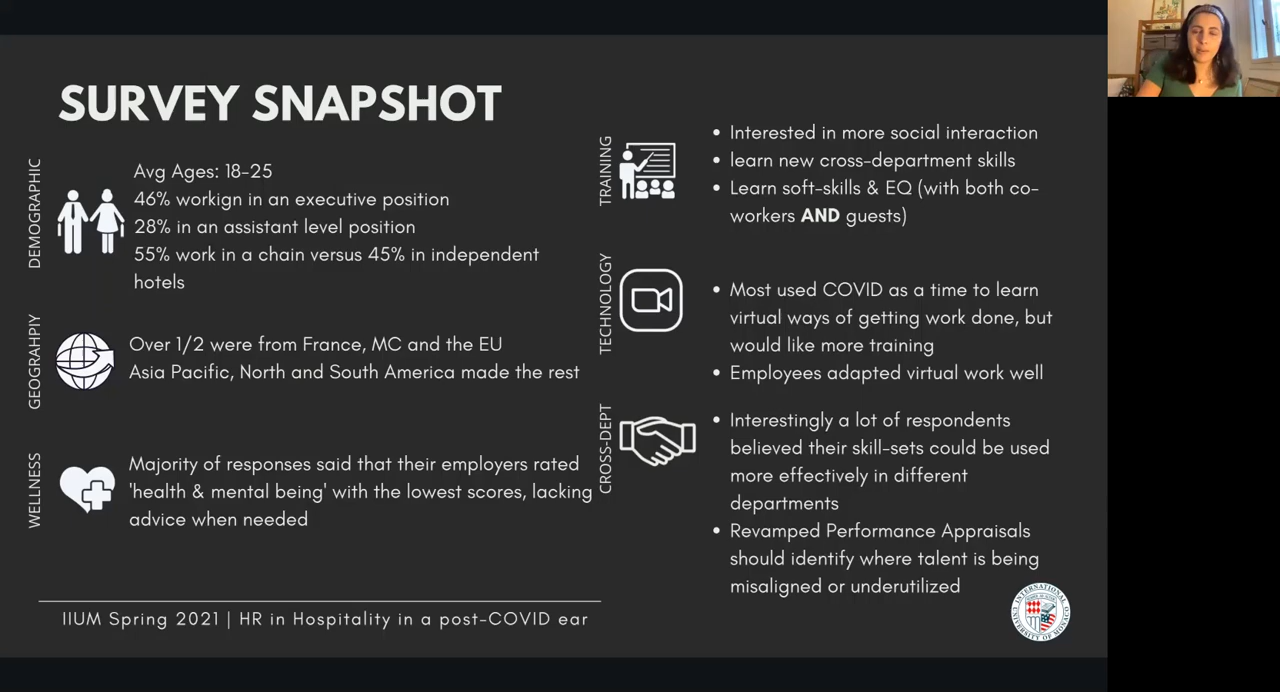 SURVEY SNAPSHOT
DEMOGRAPHIC
Avg Ages: 18-25
46% workign in an executive position
28% in an assistant level position
55% work in a chain versus 45% in independent
hotels
GEOGRAHPIY
Over 1/2 were from France, MC and the EU
Asia Pacific, North and South America made the rest
WELLNESS
Majority of responses said that their employers rated
'health & mental being' with the lowest scores, lacking
advice when needed
TRAINING
• Interested in more social interaction
• learn new cross-department skills
• Learn soft-skills & EQ (with both co-
workers AND guests)
TECHNOLOGY
• Most used COVID as a time to learn
virtual ways of getting work done, but
would like more training
• Employees adapted virtual work well
CROSS-DEPT
• Interestingly a lot of respondents
believed their skill-sets could be used
more effectively in different
departments
• Revamped Performance Appraisals
should identify where talent is being
misaligned or underutilized
IIUM Spring 2021 | HR in Hospitality in a post-COVID ear
INTERNATIONAL
UNIVERSITY OF MONACO